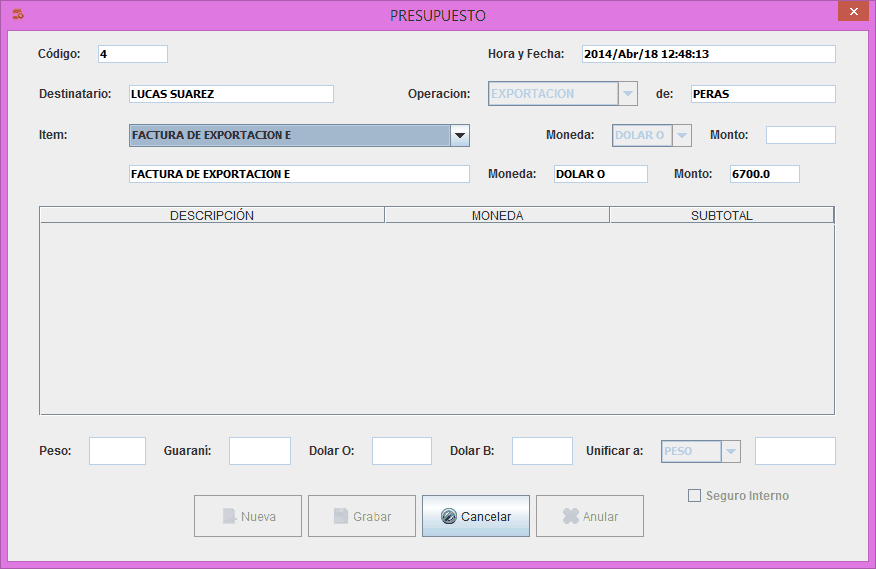 PRESUPUESTO
Código: 4 Hora y Fecha: 2014/Abr/18 12:48:13
Destinatario: LUCAS SUAREZ Operacion: EXPORTACION de: PERAS
Item: FACTURA DE EXPORTACION E Moneda: DOLAR O Monto:
FACTURA DE EXPORTACION E Moneda: DOLAR O Monto: 6700.0
DESCRIPCIÓN MONEDA SUBTOTAL
Peso: Guaraní: Dolar O: Dolar B: Unificar a: PESO
Seguro Interno
Nueva Grabar Cancelar Anular